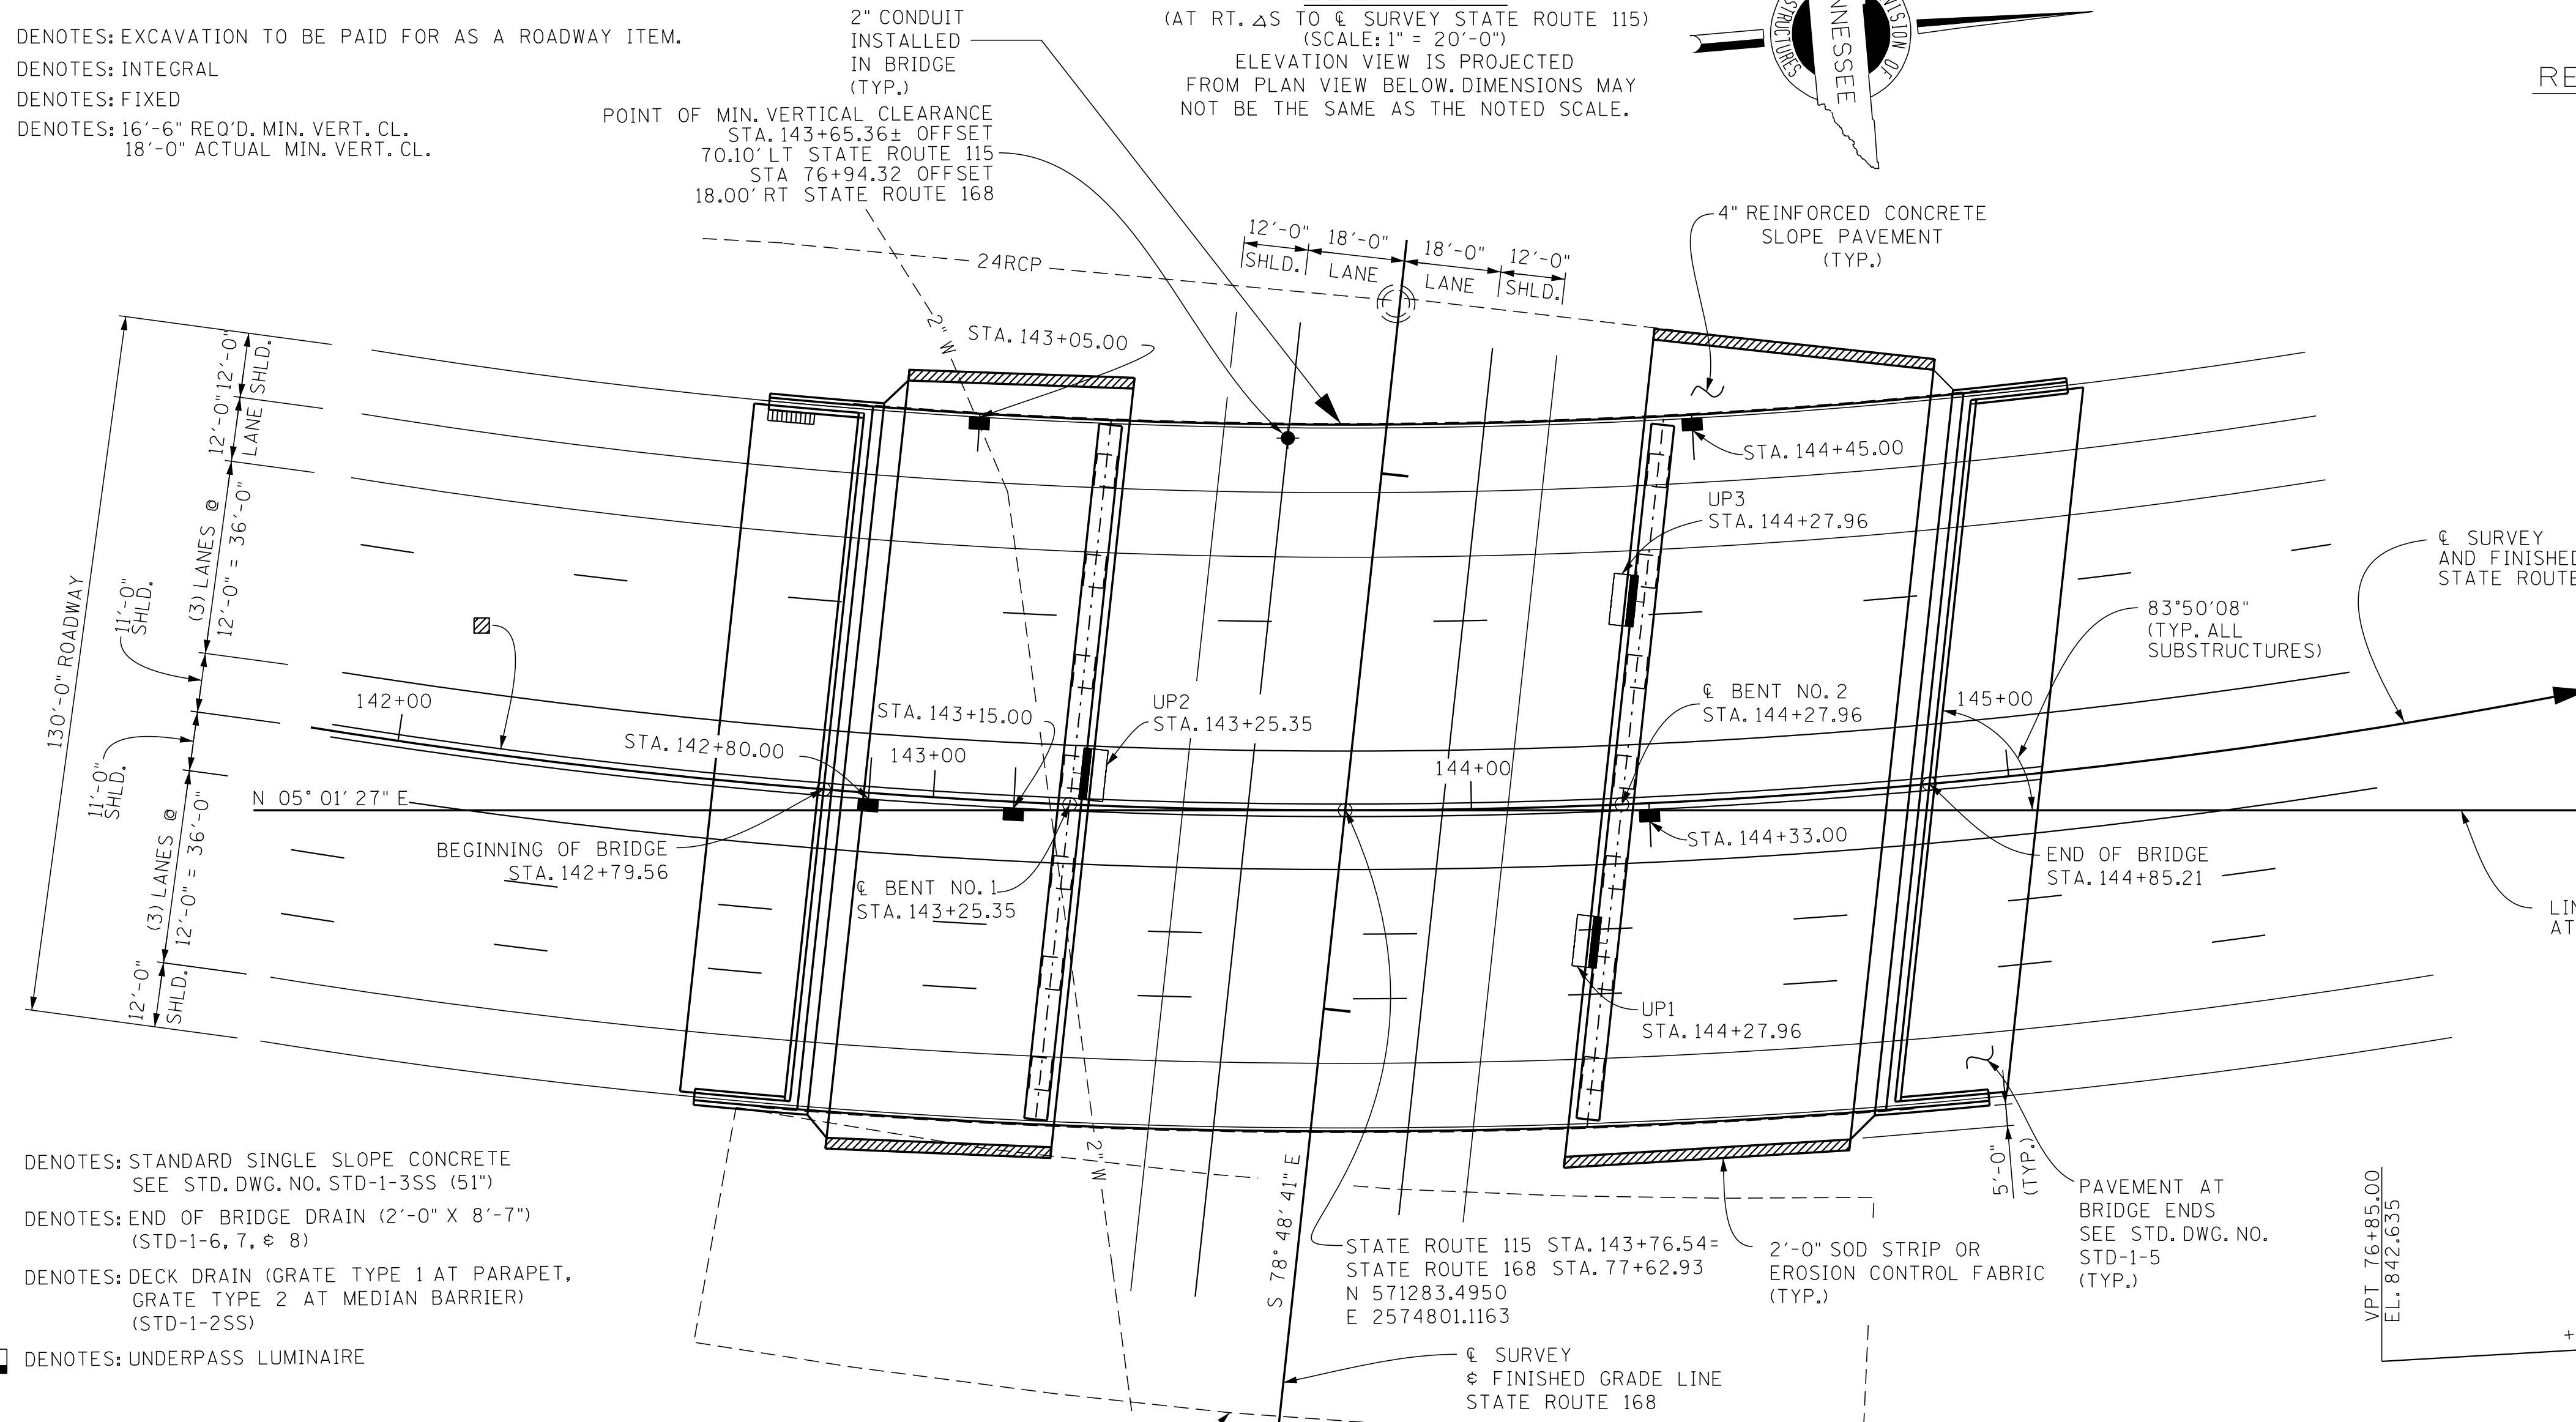 DENOTES: EXCAVATION TO BE PAID FOR AS A ROADWAY ITEM.
DENOTES: INTEGRAL
DENOTES: FIXED
DENOTES: 16'-6" REQ'D. MIN. VERT. CL.
18'-0" ACTUAL MIN. VERT. CL.
2" CONDUIT
INSTALLED
IN BRIDGE
(TYP.)
POINT OF MIN. VERTICAL CLEARANCE
STA. 143+65.36± OFFSET
70.10' LT STATE ROUTE 115
STA 76+94.32 OFFSET
18.00' RT STATE ROUTE 168
(AT RT. ⊿S TO ℄ SURVEY STATE ROUTE 115)
(SCALE: 1" = 20'-0")
ELEVATION VIEW IS PROJECTED
FROM PLAN VIEW BELOW. DIMENSIONS MAY
NOT BE THE SAME AS THE NOTED SCALE.
NNESSEE
ISION OF
STRUCTURES
RE
4" REINFORCED CONCRETE
SLOPE PAVEMENT
(TYP.)
24RCP
12'-0"
SHLD.
18'-0"
LANE
18'-0"
LANE
12'-0"
SHLD.
2" W
STA. 143+05.00
STA. 144+45.00
UP3
STA. 144+27.96
130'-0" ROADWAY
12'-0"
SHLD.
12'-0"
LANE
(3) LANES @
12'-0" = 36'-0"
11'-0"
SHLD.
11'-0"
SHLD.
(3) LANES @
12'-0" = 36'-0"
12'-0"
SHLD.
142+00
STA. 142+80.00
143+00
STA. 143+15.00
UP2
STA. 143+25.35
144+00
℄ BENT NO. 2
STA. 144+27.96
145+00
83°50'08"
(TYP. ALL
SUBSTRUCTURES)
℄ SURVEY
AND FINISHED
STATE ROUTE
N 05° 01' 27" E
BEGINNING OF BRIDGE
STA. 142+79.56
℄ BENT NO. 1
STA. 143+25.35
STA. 144+33.00
END OF BRIDGE
STA. 144+85.21
LIN
AT
UP1
STA. 144+27.96
2" W
S 78° 48' 41" E
DENOTES: STANDARD SINGLE SLOPE CONCRETE
SEE STD. DWG. NO. STD-1-3SS (51")
DENOTES: END OF BRIDGE DRAIN (2'-0" X 8'-7")
(STD-1-6, 7, & 8)
DENOTES: DECK DRAIN (GRATE TYPE 1 AT PARAPET,
GRATE TYPE 2 AT MEDIAN BARRIER)
(STD-1-2SS)
DENOTES: UNDERPASS LUMINAIRE
STATE ROUTE 115 STA. 143+76.54=
STATE ROUTE 168 STA. 77+62.93
N 571283.4950
E 2574801.1163
℄ SURVEY
& FINISHED GRADE LINE
STATE ROUTE 168
2'-0" SOD STRIP OR
EROSION CONTROL FABRIC
(TYP.)
5'-0"
(TYP.)
PAVEMENT AT
BRIDGE ENDS
SEE STD. DWG. NO.
STD-1-5
(TYP.)
VPT 76+85.00
EL. 842.635
+